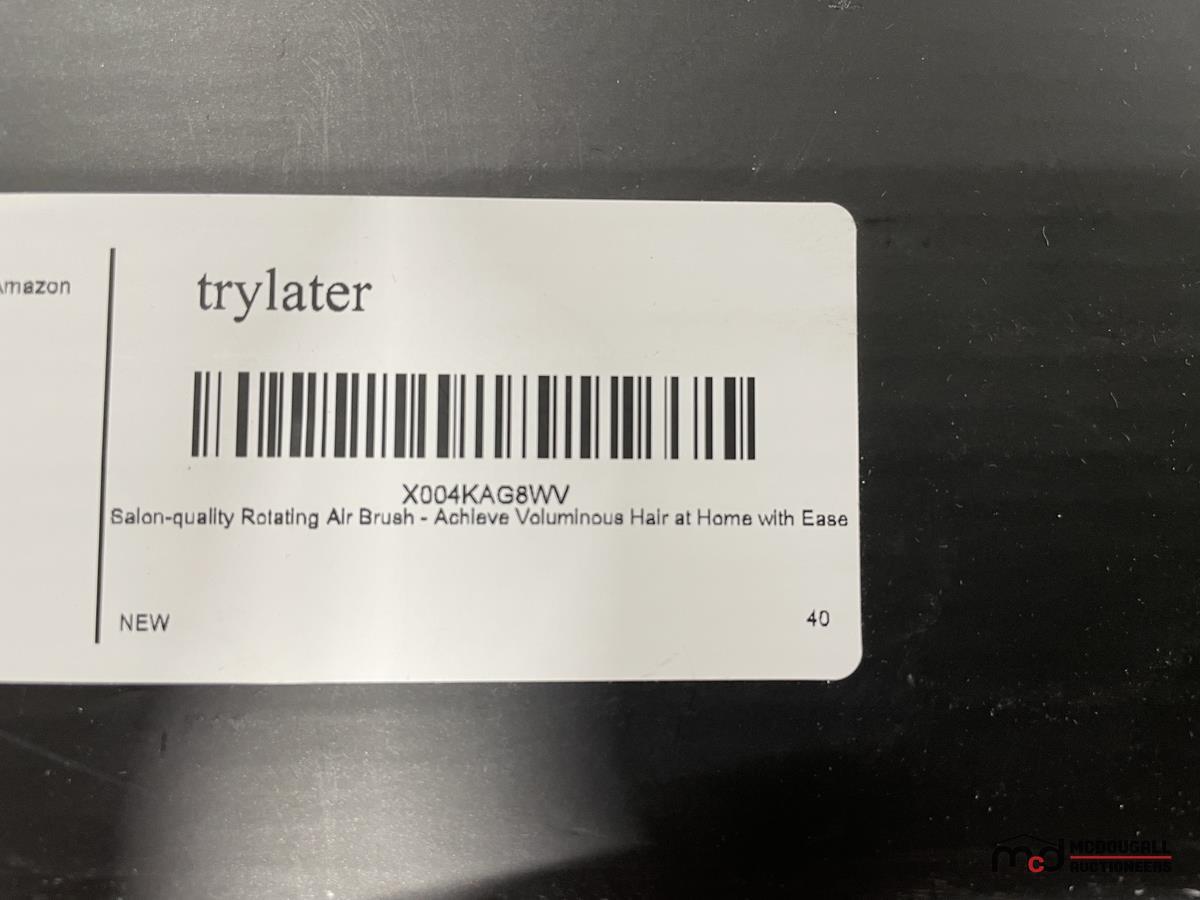 Amazon
trylater
X004KAG8WV
Salon-quality Rotating Air Brush - Achieve Voluminous Hair at Home with Ease
NEW
40
mcd MCDOUGALL
AUCTIONEERS